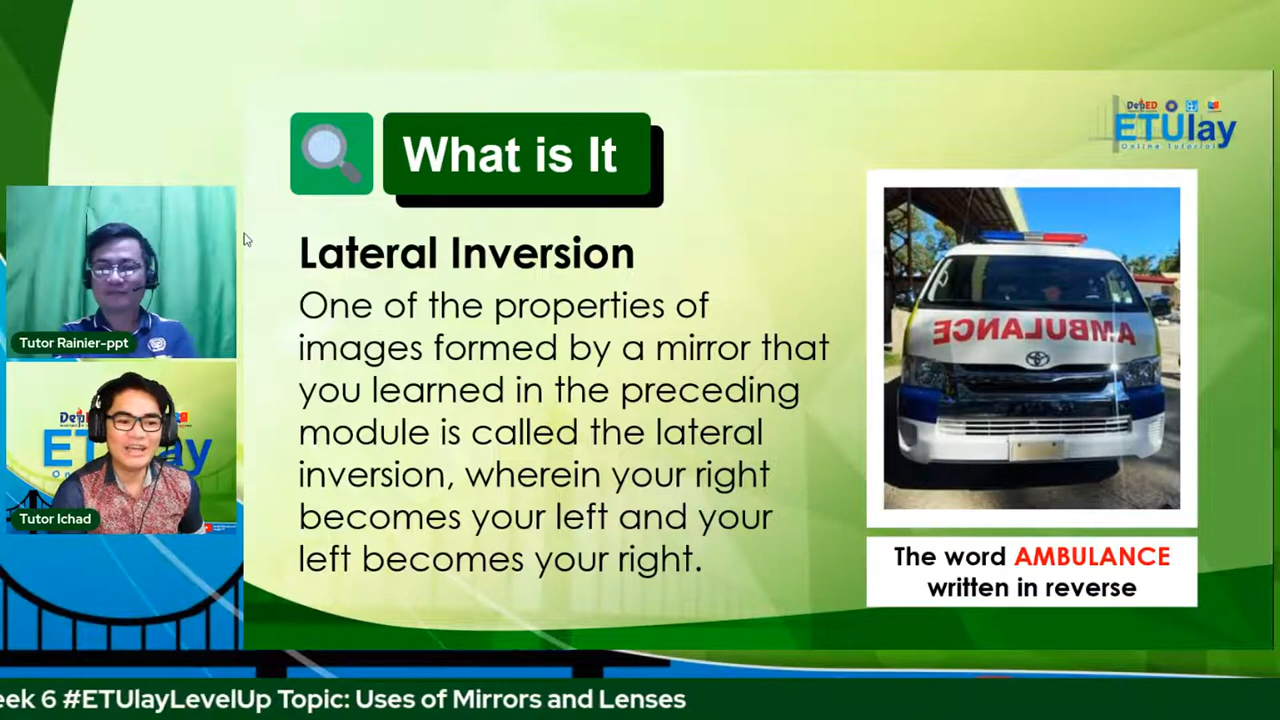 What is It
DepED
ETUlay
Online Tutorial
Lateral Inversion
One of the properties of
images formed by a mirror that
you learned in the preceding
module is called the lateral
inversion, wherein your right
becomes your left and your
left becomes your right.
AMBULANCE
The word AMBULANCE
written in reverse
Tutor Rainier-ppt
DepED
ETUlay
Tutor Ichad
eek 6 #ETUlayLevelUp Topic: Uses of Mirrors and Lenses